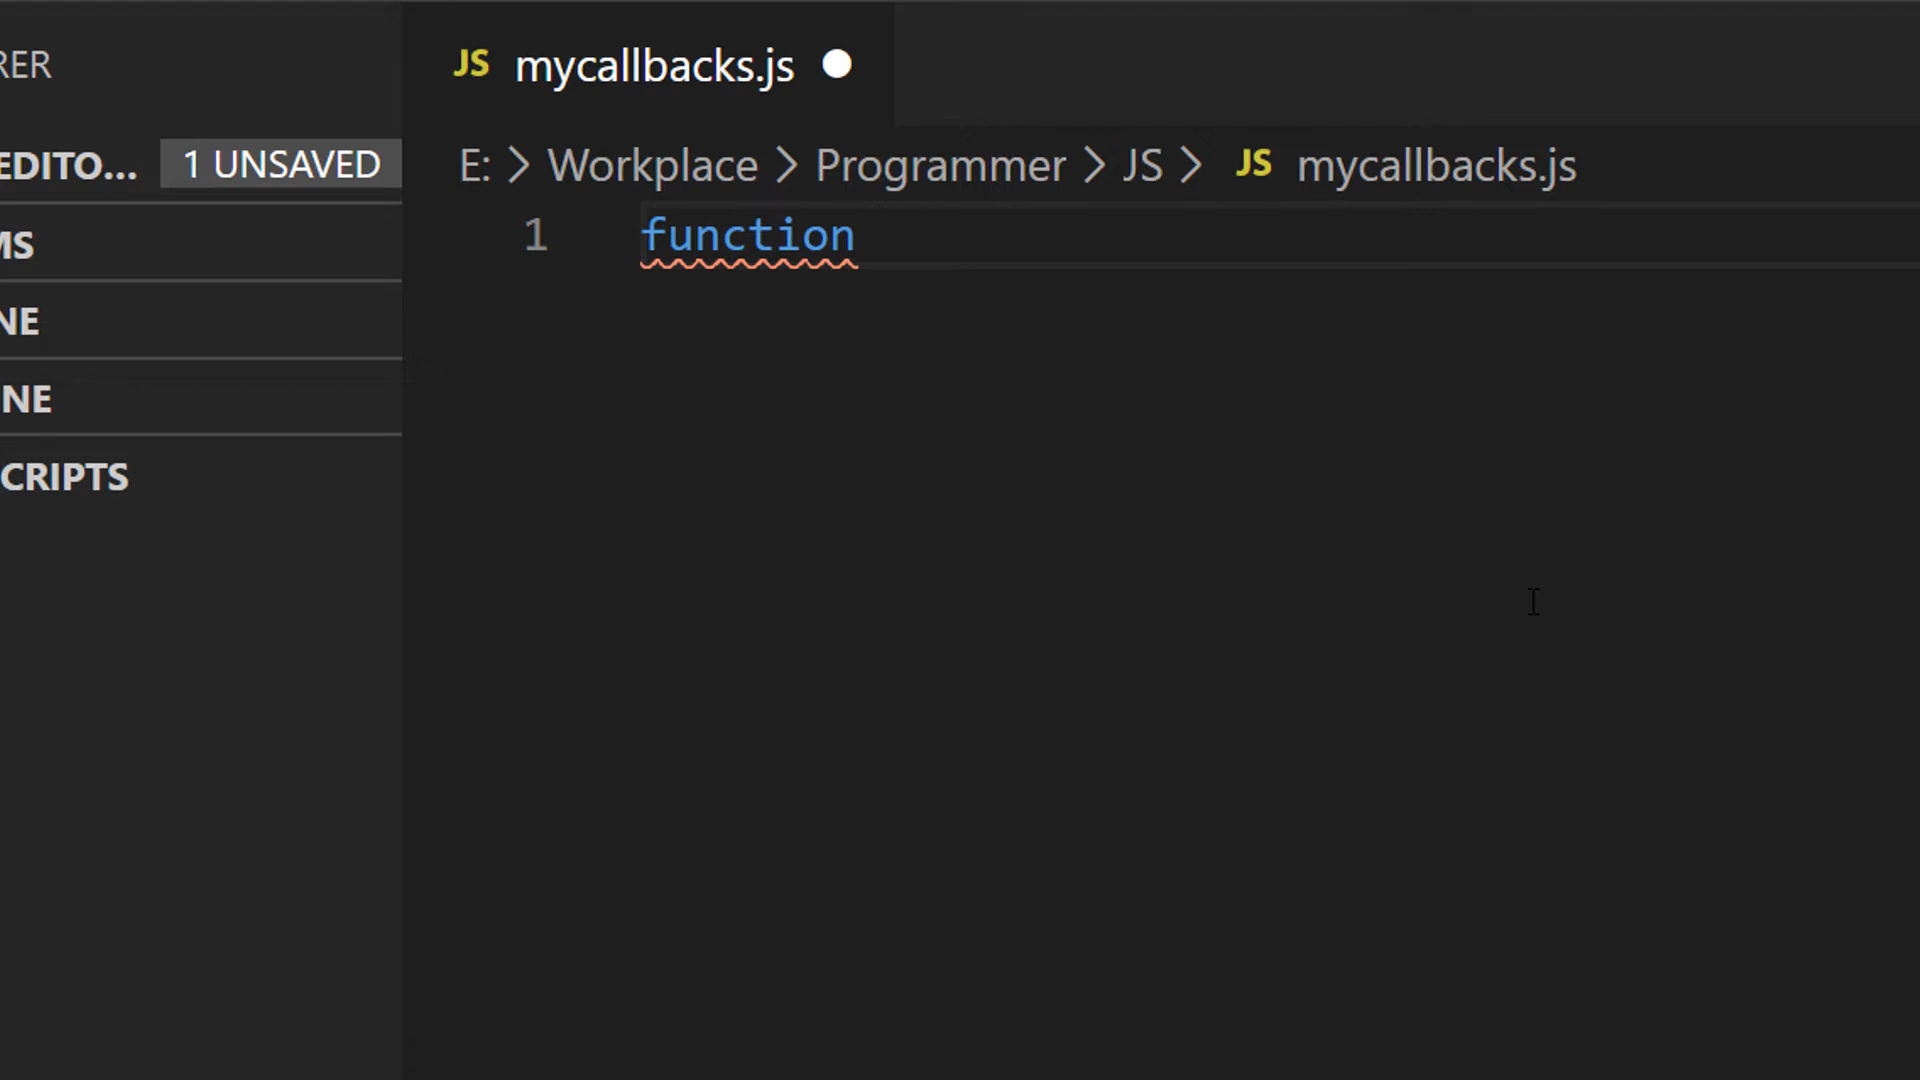 RER
EDITO... 1 UNSAVED
MS
NE
NE
CRIPTS
JS mycallbacks.js
E: > Workplace > Programmer > JS > JS mycallbacks.js
1 function